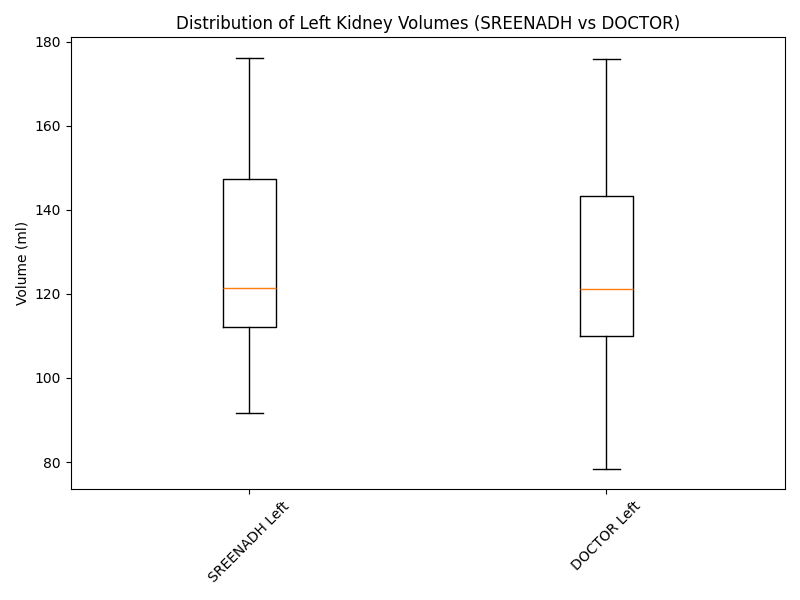 Distribution of Left Kidney Volumes (SREENADH vs DOCTOR)
Volume (ml)
180
160
140
120
100
80
SREENADH Left
DOCTOR Left